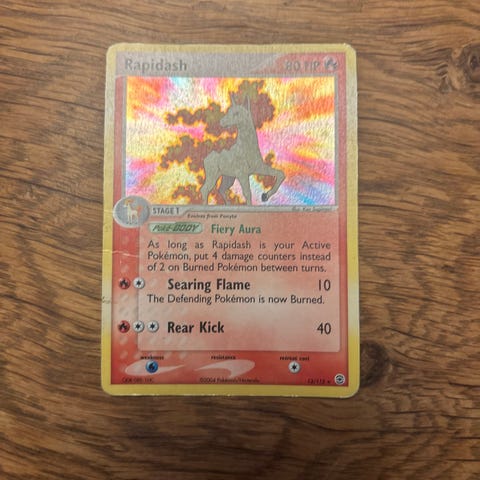 Rapidash 80 HP
STAGE 1
Evolves from Ponyta
Poké-BODY Fiery Aura
As long as Rapidash is your Active
Pokémon, put 4 damage counters instead
of 2 on Burned Pokémon between turns.
Searing Flame 10
The Defending Pokémon is now Burned.
Rear Kick 40
weakness resistance retreat cost
©2004 Pokémon/Nintendo